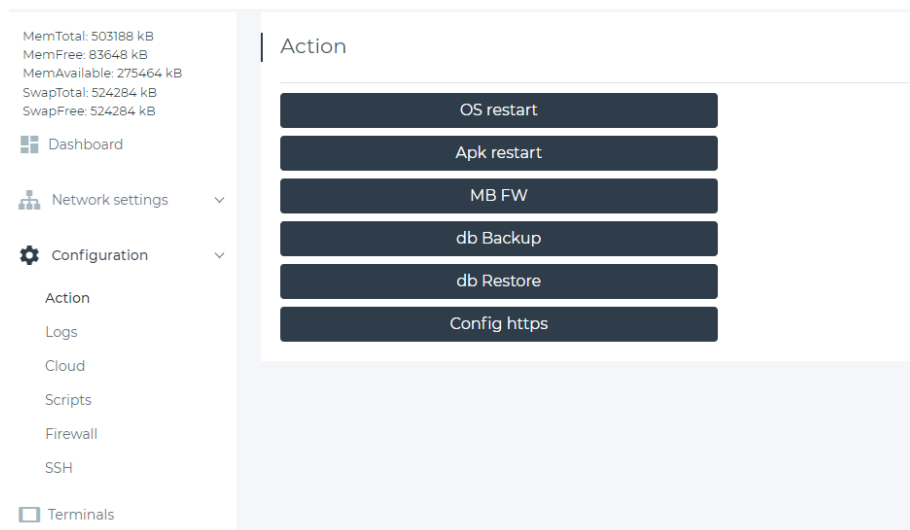 MemTotal: 503188 kB
MemFree: 83648 kB
MemAvailable: 275464 kB
SwapTotal: 524284 kB
SwapFree: 524284 kB
Dashboard
Network settings
Configuration
Action
Logs
Cloud
Scripts
Firewall
SSH
Terminals
Action
OS restart
Apk restart
MB FW
db Backup
db Restore
Config https